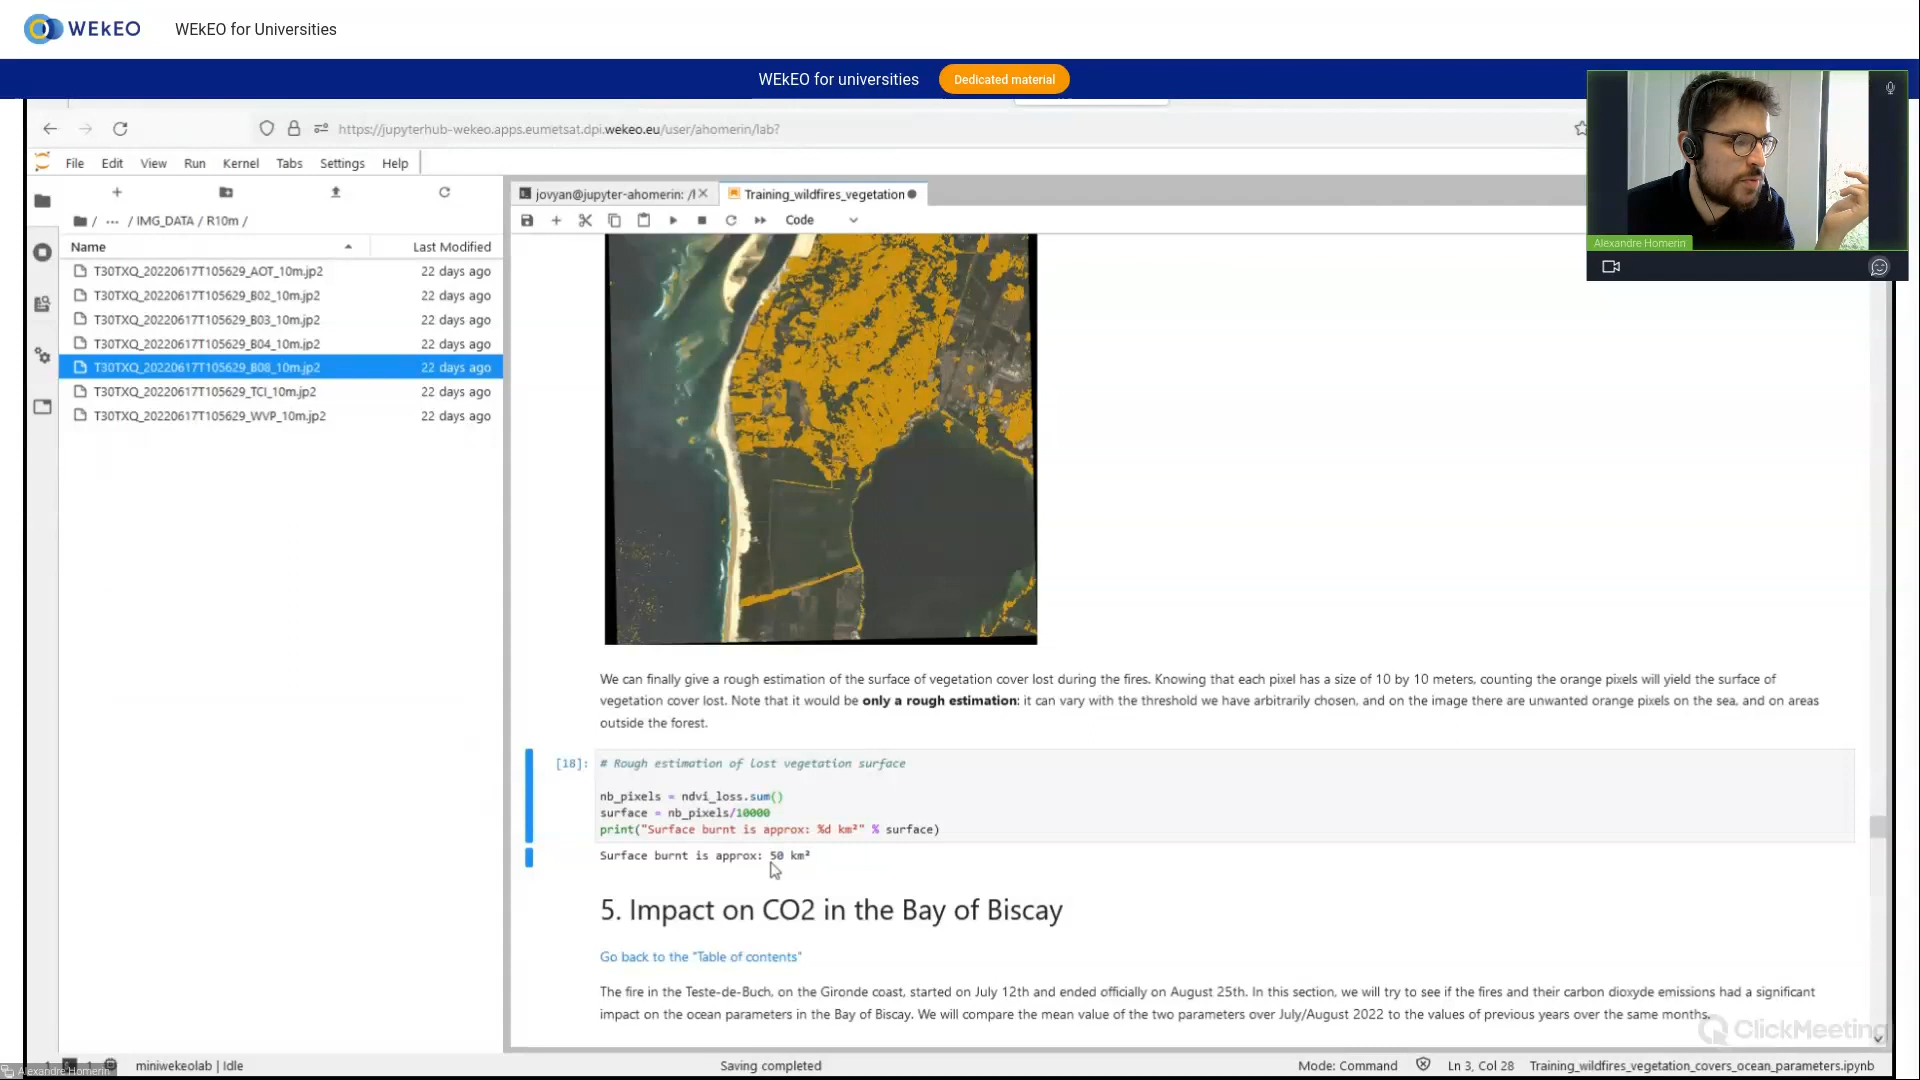 WEkEO
WEkEO for Universities
WEkEO for universities
Dedicated material
https://jupyterhub-wekeo.apps.eumetsat.dpi.wekeo.eu/user/ahomerin/lab?
File Edit View Run Kernel Tabs Settings Help
jovyan@jupyter-ahomerin: /
Training_wildfires_vegetation
Code
/ ... / IMG_DATA / R10m /
Name Last Modified
T30TXQ_20220617T105629_AOT_10m.jp2 22 days ago
T30TXQ_20220617T105629_B02_10m.jp2 22 days ago
T30TXQ_20220617T105629_B03_10m.jp2 22 days ago
T30TXQ_20220617T105629_B04_10m.jp2 22 days ago
T30TXQ_20220617T105629_B08_10m.jp2 22 days ago
T30TXQ_20220617T105629_TCI_10m.jp2 22 days ago
T30TXQ_20220617T105629_WVP_10m.jp2 22 days ago
Alexandre Homerin
We can finally give a rough estimation of the surface of vegetation cover lost during the fires. Knowing that each pixel has a size of 10 by 10 meters, counting the orange pixels will yield the surface of
vegetation cover lost. Note that it would be only a rough estimation: it can vary with the threshold we have arbitrarily chosen, and on the image there are unwanted orange pixels on the sea, and on areas
outside the forest.
[18]: # Rough estimation of lost vegetation surface
nb_pixels = ndvi_loss.sum()
surface = nb_pixels/10000
print("Surface burnt is approx: %d km²" % surface)
Surface burnt is approx: 50 km²
5. Impact on CO2 in the Bay of Biscay
Go back to the "Table of contents"
The fire in the Teste-de-Buch, on the Gironde coast, started on July 12th and ended officially on August 25th. In this section, we will try to see if the fires and their carbon dioxyde emissions had a significant
impact on the ocean parameters in the Bay of Biscay. We will compare the mean value of the two parameters over July/August 2022 to the values of previous years over the same months.
ClickMeeting
miniwekeolab | Idle
Saving completed
Mode: Command
Ln 3, Col 28
Training_wildfires_vegetation_covers_ocean_parameters.ipynb
Alexandre Homerin